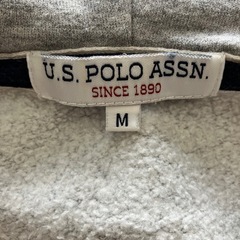 U.S. POLO ASSN.
SINCE 1890
M